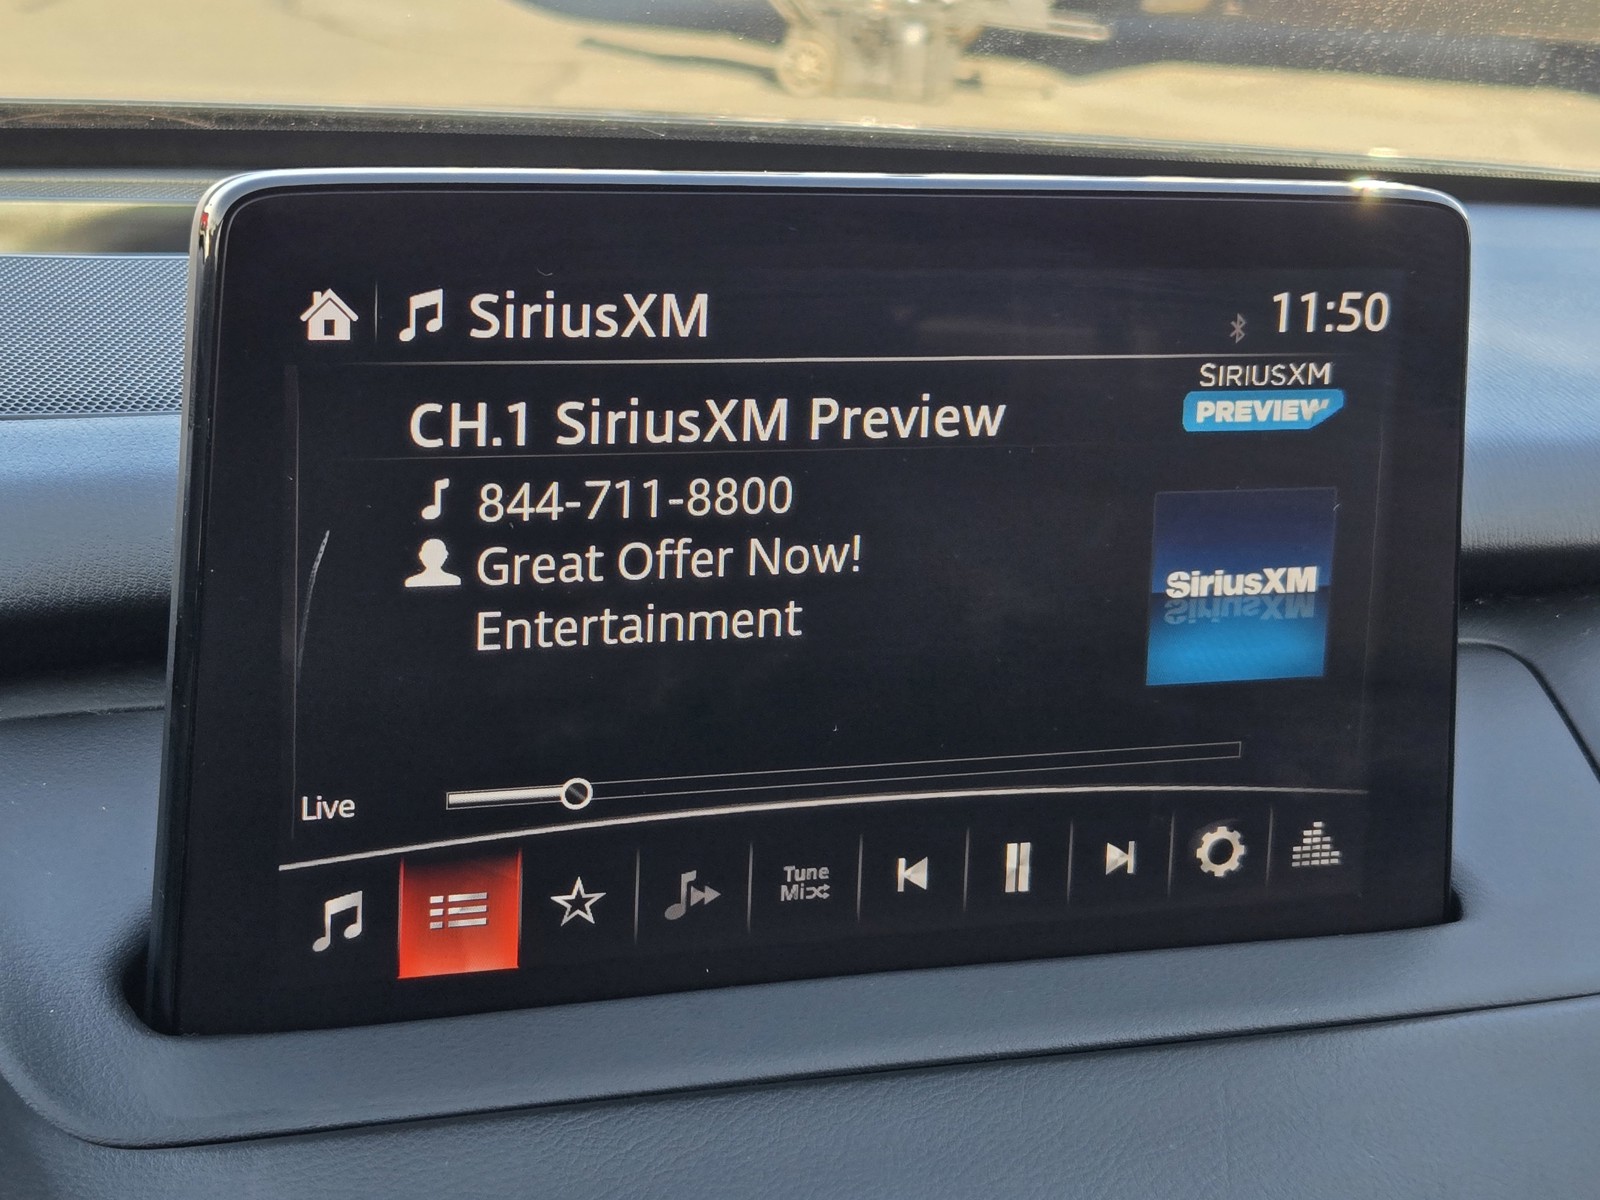 SiriusXM
11:50
SIRIUSXM
PREVIEW
CH.1 SiriusXM Preview
844-711-8800
Great Offer Now!
Entertainment
SiriusXM
Live
Tune
Mix